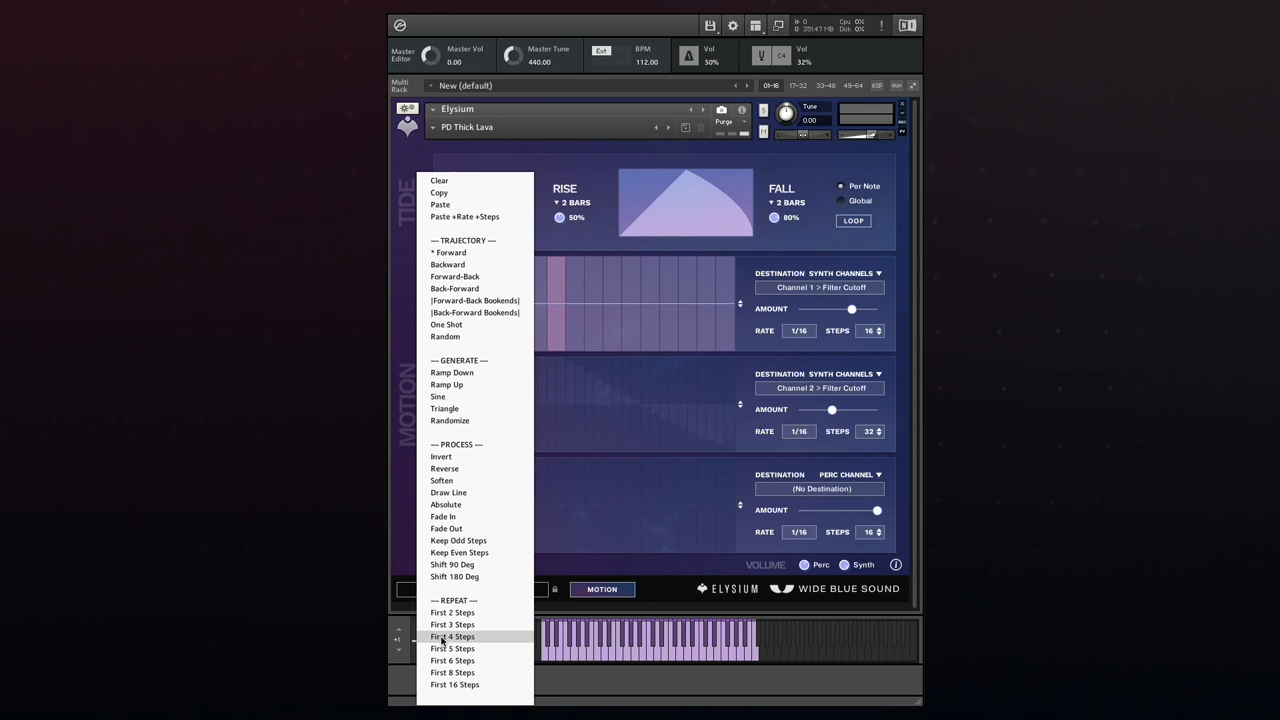 0
351.47 MB
Cpu 0%
Disk 0%
!
Master
Editor
Master Vol
0.00
Master Tune
440.00
Ext
BPM
112.00
Vol
50%
C4
Vol
32%
Multi
Rack
New (default)
01-16 17-32 33-48 49-64 KSP AUX
Elysium
PD Thick Lava
Purge
S
M
Tune
0.00
L R
TIDE
RISE
2 BARS
50%
FALL
2 BARS
80%
Per Note
Global
LOOP
Clear
Copy
Paste
Paste +Rate +Steps
--- TRAJECTORY ---
* Forward
Backward
Forward-Back
Back-Forward
|Forward-Back Bookends|
|Back-Forward Bookends|
One Shot
Random
--- GENERATE ---
Ramp Down
Ramp Up
Sine
Triangle
Randomize
--- PROCESS ---
Invert
Reverse
Soften
Draw Line
Absolute
Fade In
Fade Out
Keep Odd Steps
Keep Even Steps
Shift 90 Deg
Shift 180 Deg
--- REPEAT ---
First 2 Steps
First 3 Steps
First 4 Steps
First 5 Steps
First 6 Steps
First 8 Steps
First 16 Steps
MOTION
DESTINATION SYNTH CHANNELS
Channel 1 > Filter Cutoff
AMOUNT
RATE 1/16 STEPS 16
DESTINATION SYNTH CHANNELS
Channel 2 > Filter Cutoff
AMOUNT
RATE 1/16 STEPS 32
DESTINATION PERC CHANNEL
(No Destination)
AMOUNT
RATE 1/16 STEPS 16
VOLUME Perc Synth
MOTION
ELYSIUM
WIDE BLUE SOUND
+1